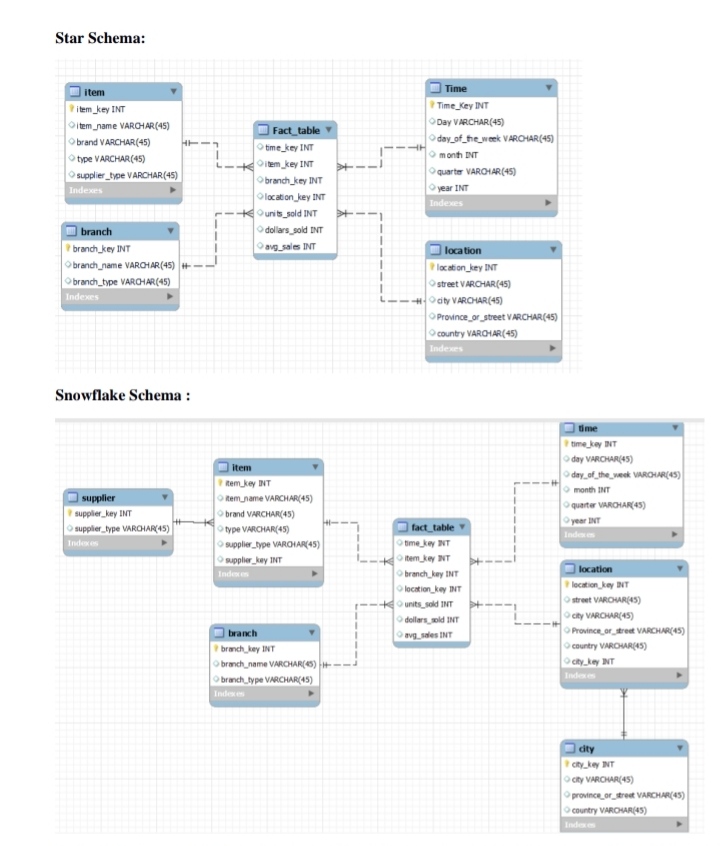 Star Schema:
item
item_key INT
item_name VARCHAR(45)
brand VARCHAR(45)
type VARCHAR(45)
supplier_type VARCHAR(45)
Indexes
branch
branch_key INT
branch_name VARCHAR(45)
branch_type VARCHAR(45)
Indexes
Fact_table
time_key INT
item_key INT
branch_key INT
location_key INT
units_sold INT
dollars_sold INT
avg_sales INT
Time
Time_Key INT
Day VARCHAR(45)
day_of_the_week VARCHAR(45)
month INT
quarter VARCHAR(45)
year INT
Indexes
location
location_key INT
street VARCHAR(45)
city VARCHAR(45)
Province_or_street VARCHAR(45)
country VARCHAR(45)
Indexes
Snowflake Schema :
supplier
supplier_key INT
supplier_type VARCHAR(45)
Indexes
item
item_key INT
item_name VARCHAR(45)
brand VARCHAR(45)
type VARCHAR(45)
supplier_type VARCHAR(45)
supplier_key INT
Indexes
branch
branch_key INT
branch_name VARCHAR(45)
branch_type VARCHAR(45)
Indexes
fact_table
time_key INT
item_key INT
branch_key INT
location_key INT
units_sold INT
dollars_sold INT
avg_sales INT
time
time_key INT
day VARCHAR(45)
day_of_the_week VARCHAR(45)
month INT
quarter VARCHAR(45)
year INT
Indexes
location
location_key INT
street VARCHAR(45)
city VARCHAR(45)
Province_or_street VARCHAR(45)
country VARCHAR(45)
city_key INT
Indexes
city
city_key INT
city VARCHAR(45)
province_or_street VARCHAR(45)
country VARCHAR(45)
Indexes